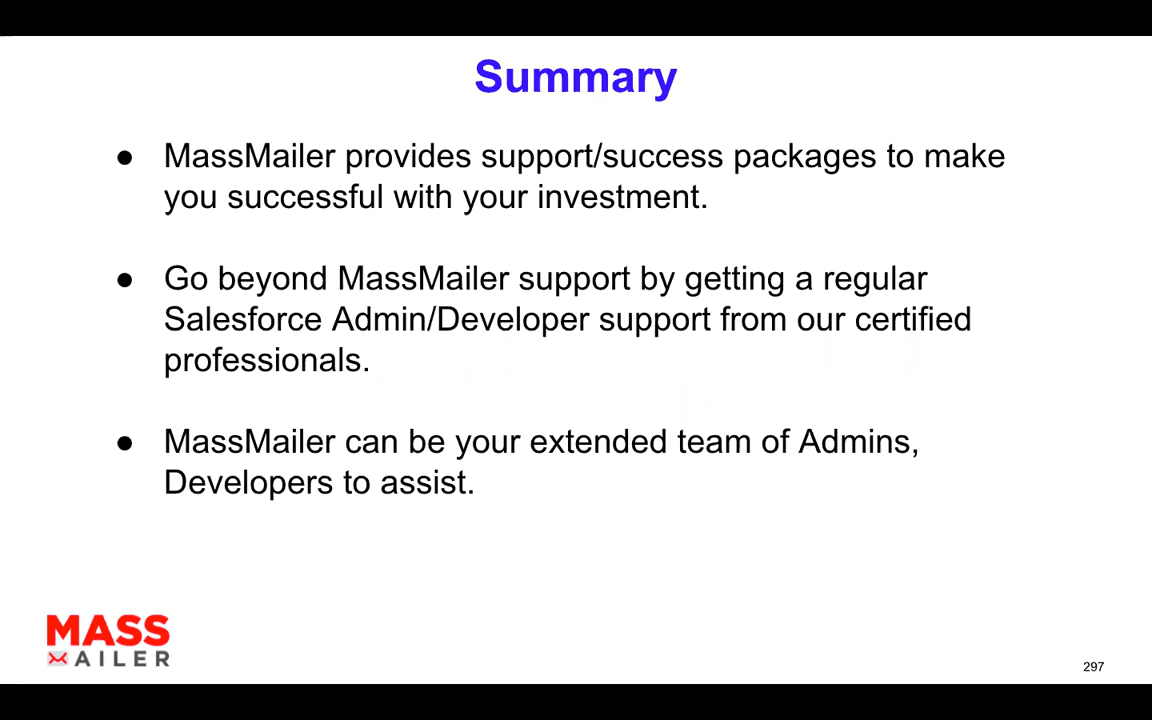 Summary
● MassMailer provides support/success packages to make
you successful with your investment.
● Go beyond MassMailer support by getting a regular
Salesforce Admin/Developer support from our certified
professionals.
● MassMailer can be your extended team of Admins,
Developers to assist.
MASS
MAILER
297